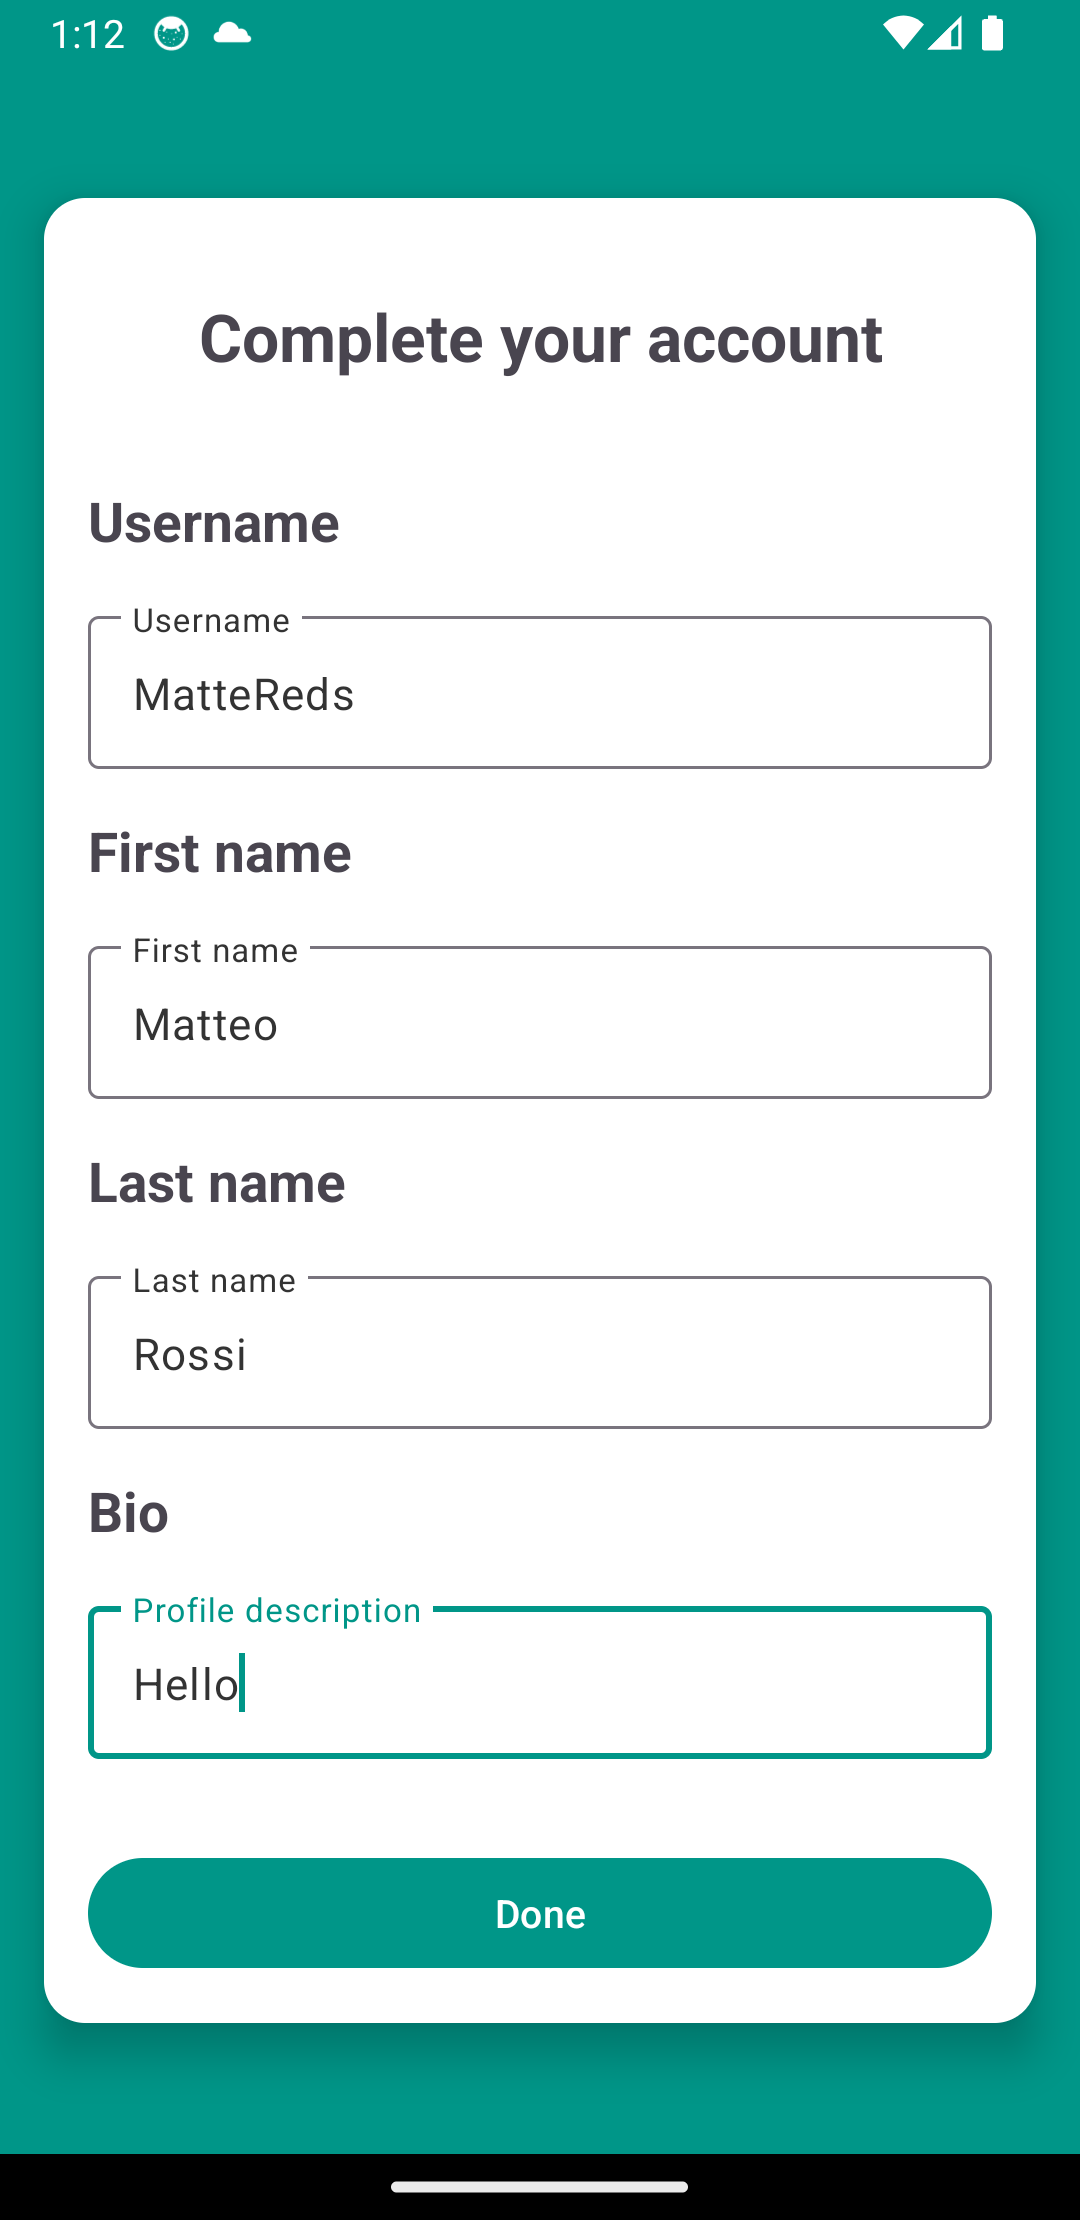 1:12
Complete your account
Username
Username
MatteReds
First name
First name
Matteo
Last name
Last name
Rossi
Bio
Profile description
Hello
Done